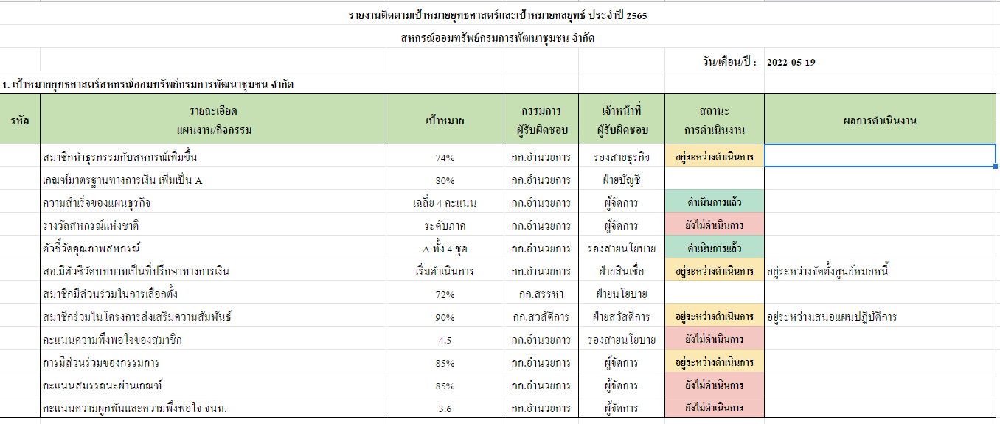 รายงานติดตามเป้าหมายยุทธศาสตร์และเป้าหมายกลยุทธ์ ประจำปี 2565
สหกรณ์ออมทรัพย์กรมการพัฒนาชุมชน จำกัด
วัน/เดือน/ปี : 2022-05-19
1. เป้าหมายยุทธศาสตร์สหกรณ์ออมทรัพย์กรมการพัฒนาชุมชน จำกัด
รหัส รายละเอียด แผนงาน/กิจกรรม เป้าหมาย กรรมการ ผู้รับผิดชอบ เจ้าหน้าที่ ผู้รับผิดชอบ สถานะ การดำเนินงาน ผลการดำเนินงาน
สมาชิกทำธุรกรรมกับสหกรณ์เพิ่มขึ้น 74% กก.อำนวยการ รองสายธุรกิจ อยู่ระหว่างดำเนินการ
เกณฑ์มาตรฐานทางการเงิน เพิ่มเป็น A 80% กก.อำนวยการ ฝ่ายบัญชี
ความสำเร็จของแผนธุรกิจ เฉลี่ย 4 คะแนน กก.อำนวยการ ผู้จัดการ ดำเนินการแล้ว
รางวัลสหกรณ์แห่งชาติ ระดับภาค กก.อำนวยการ ผู้จัดการ ยังไม่ดำเนินการ
ตัวชี้วัดคุณภาพสหกรณ์ A ทั้ง 4 ชุด กก.อำนวยการ รองสายนโยบาย ดำเนินการแล้ว
สอ.มีตัวชีวัดบทบาทเป็นที่ปรึกษาทางการเงิน เริ่มดำเนินการ กก.อำนวยการ ฝ่ายสินเชื่อ อยู่ระหว่างดำเนินการ อยู่ระหว่างจัดตั้งศูนย์หมอหนี้
สมาชิกมีส่วนร่วมในการเลือกตั้ง 72% กก.สรรหา ฝ่ายนโยบาย
สมาชิกร่วมในโครงการส่งเสริมความสัมพันธ์ 90% กก.สวสัติการ ฝ่ายสวัสดิการ อยู่ระหว่างดำเนินการ อยู่ระหว่างเสนอแผนปฏิบัติการ
คะแนนความพึงพอใจของสมาชิก 4.5 กก.อำนวยการ รองสายนโยบาย ยังไม่ดำเนินการ
การมีส่วนร่วมของกรรมการ 85% กก.อำนวยการ ผู้จัดการ อยู่ระหว่างดำเนินการ
คะแนนสมรรถนะผ่านเกณฑ์ 85% กก.อำนวยการ ผู้จัดการ ยังไม่ดำเนินการ
คะแนนความผูกพันและความพึงพอใจ จนท. 3.6 กก.อำนวยการ ผู้จัดการ ยังไม่ดำเนินการ